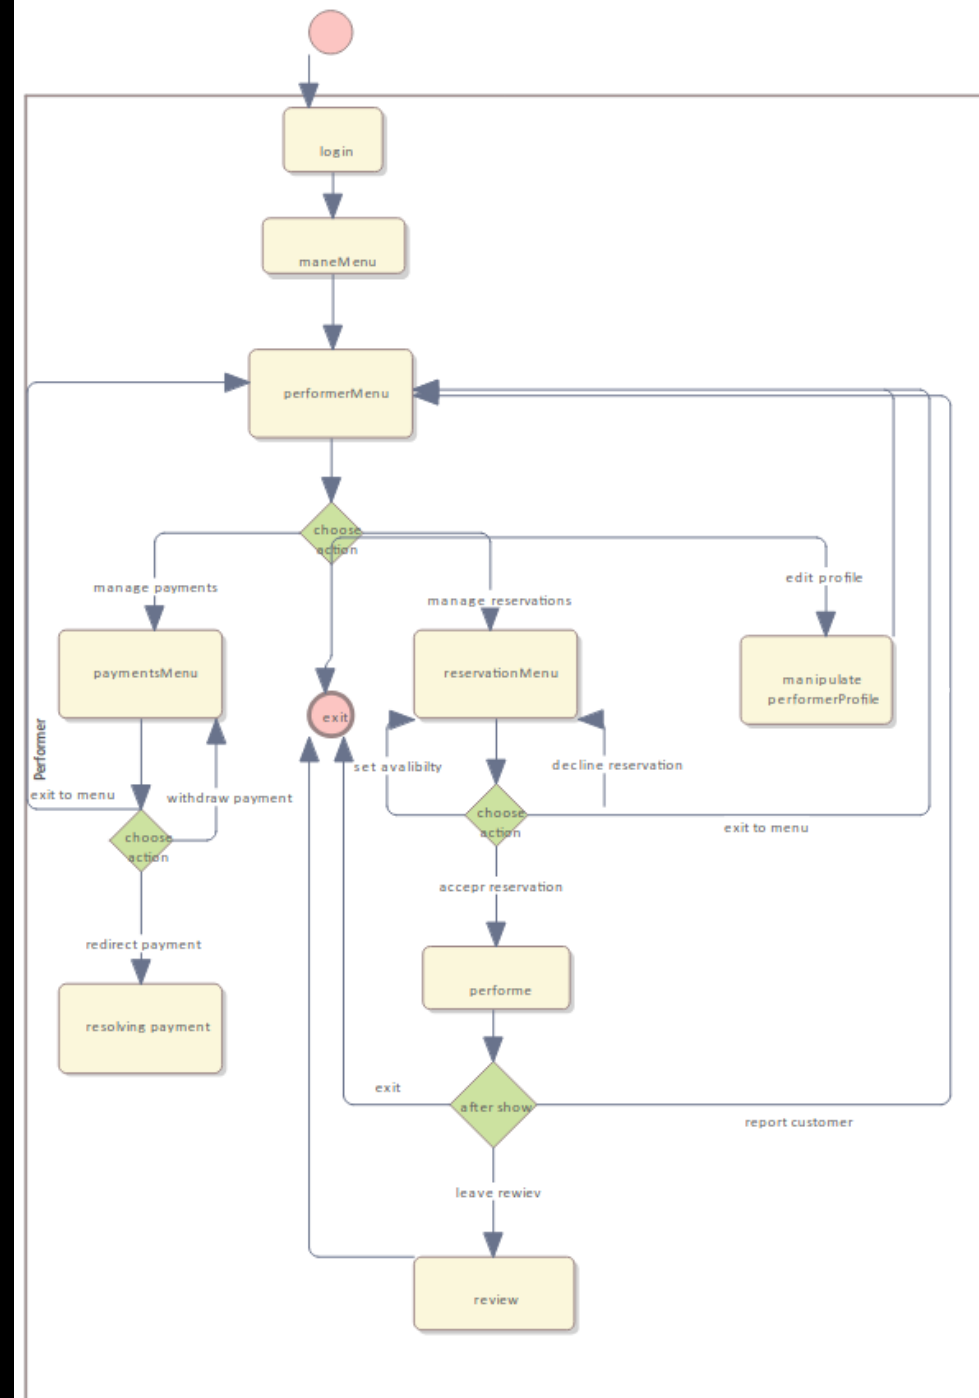 login
maneMenu
performerMenu
choose
action
manage payments
edit profile
manage reservations
paymentsMenu
reservationMenu
manipulate
performerProfile
exit
Performer
set avalibilty
decline reservation
exit to menu
withdraw payment
choose
action
choose
action
exit to menu
accepr reservation
redirect payment
performe
resolving payment
exit
after show
report customer
leave rewiev
review